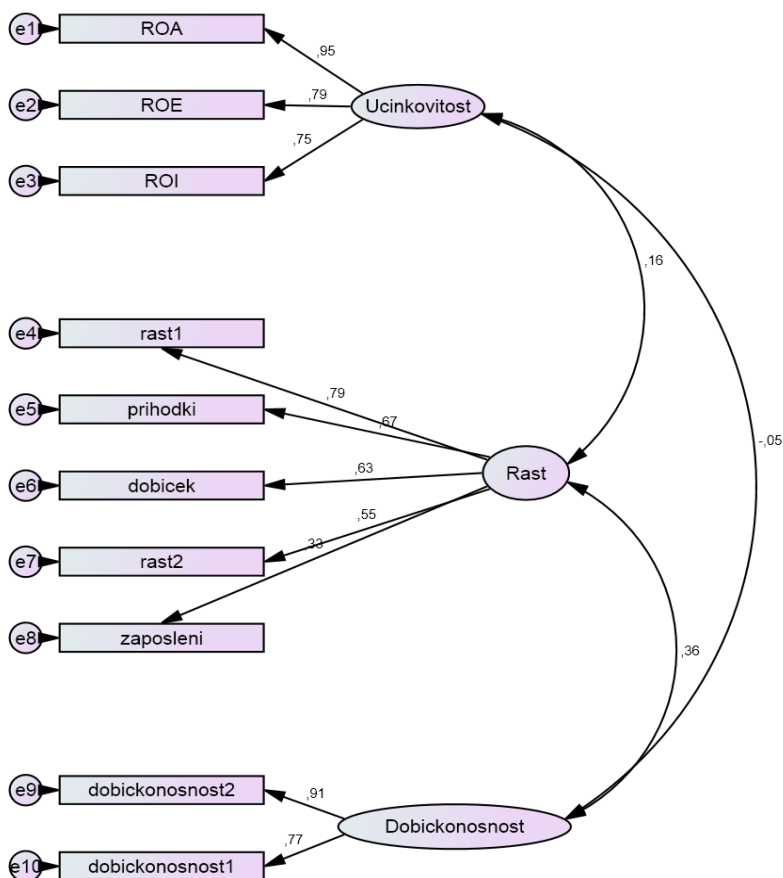 e1
ROA
,95
e2
ROE
,79
Ucinkovitost
e3
ROI
,75
,16
e4
rast1
,79
e5
prihodki
,67
-,05
e6
dobicek
,63
Rast
e7
rast2
,55
,33
e8
zaposleni
,36
e9
dobickonosnost2
,91
Dobickonosnost
,77
e10
dobickonosnost1